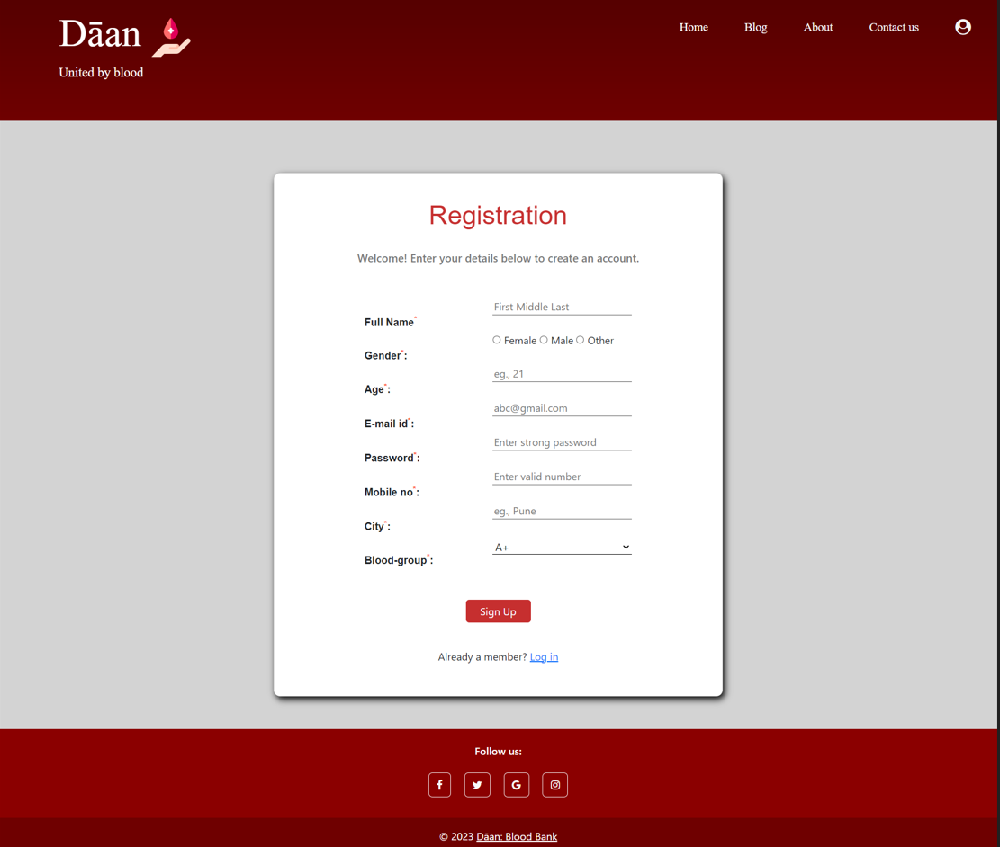 Dāan
United by blood
Home Blog About Contact us
Registration
Welcome! Enter your details below to create an account.
Full Name* First Middle Last
Gender*: Female Male Other
Age*: eg., 21
E-mail id*: abc@gmail.com
Password*: Enter strong password
Mobile no*: Enter valid number
City*: eg., Pune
Blood-group*: A+
Sign Up
Already a member? Log in
Follow us:
© 2023 Dāan: Blood Bank